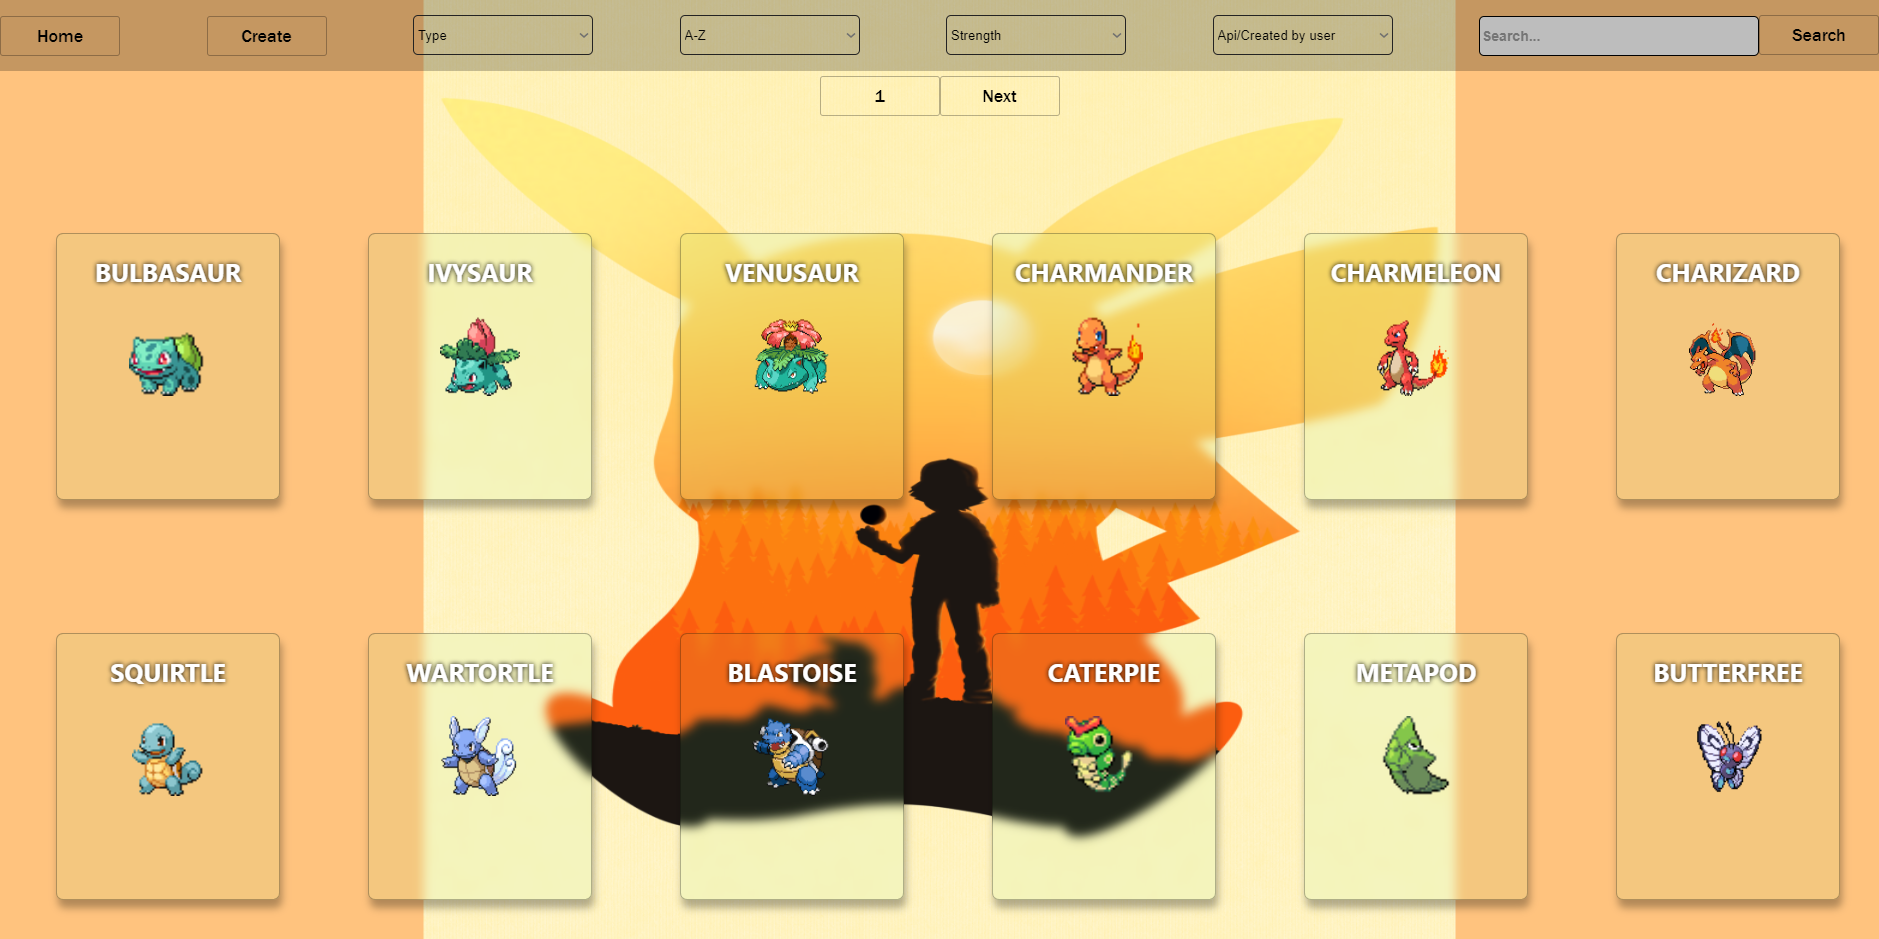 Home
Create
Type
A-Z
Strength
Api/Created by user
Search...
Search
1
Next
BULBASAUR
IVYSAUR
VENUSAUR
CHARMANDER
CHARMELEON
CHARIZARD
SQUIRTLE
WARTORTLE
BLASTOISE
CATERPIE
METAPOD
BUTTERFREE